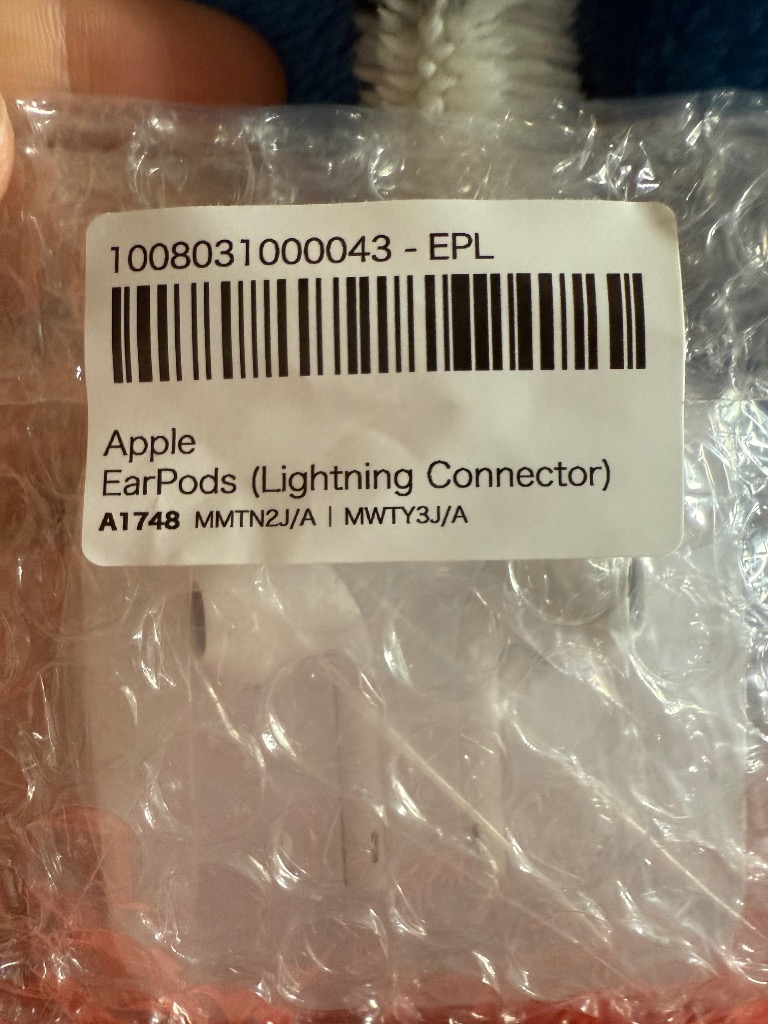 1008031000043 - EPL
Apple
EarPods (Lightning Connector)
A1748 MMTN2J/A | MWTY3J/A